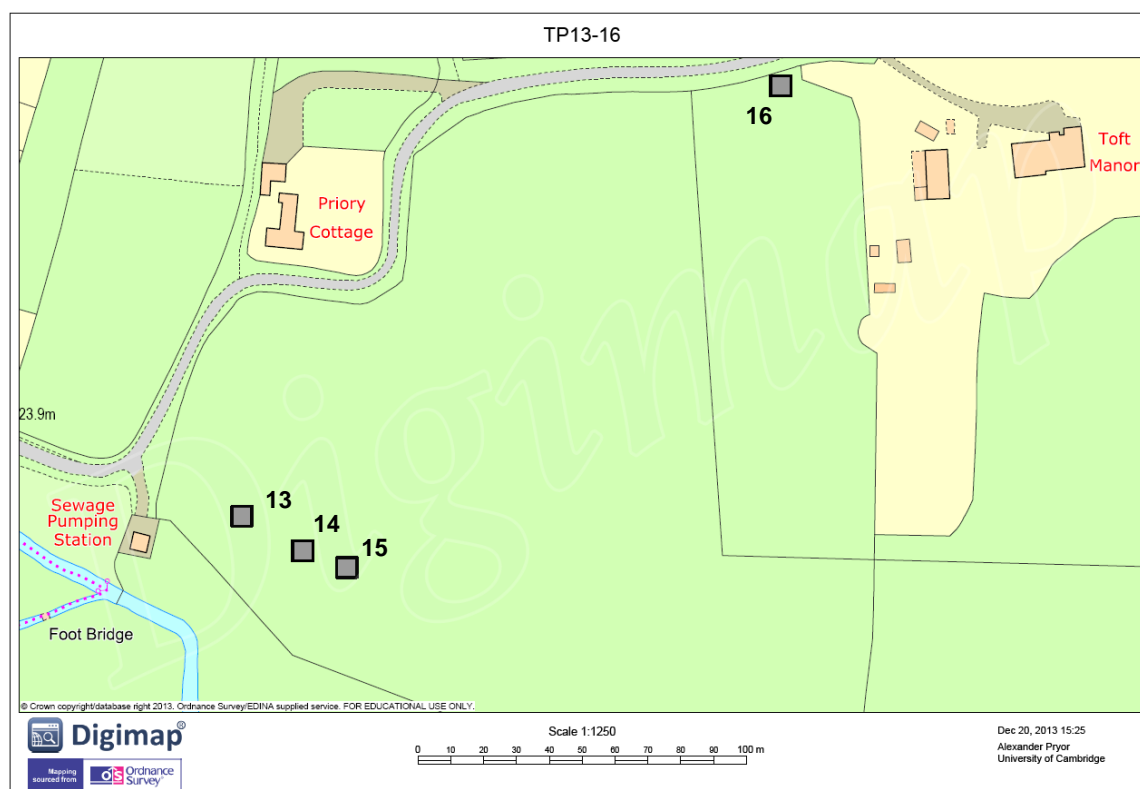 TP13-16
16
Toft
Manor
Priory
Cottage
23.9m
13
Sewage
Pumping
Station
14
15
Foot Bridge
Digimap
© Crown copyright/database right 2013. Ordnance Survey/EDINA supplied service. FOR EDUCATIONAL USE ONLY.
Digimap®
Mapping
sourced from
OS Ordnance
Survey®
Scale 1:1250
0 10 20 30 40 50 60 70 80 90 100 m
Dec 20, 2013 15:25
Alexander Pryor
University of Cambridge